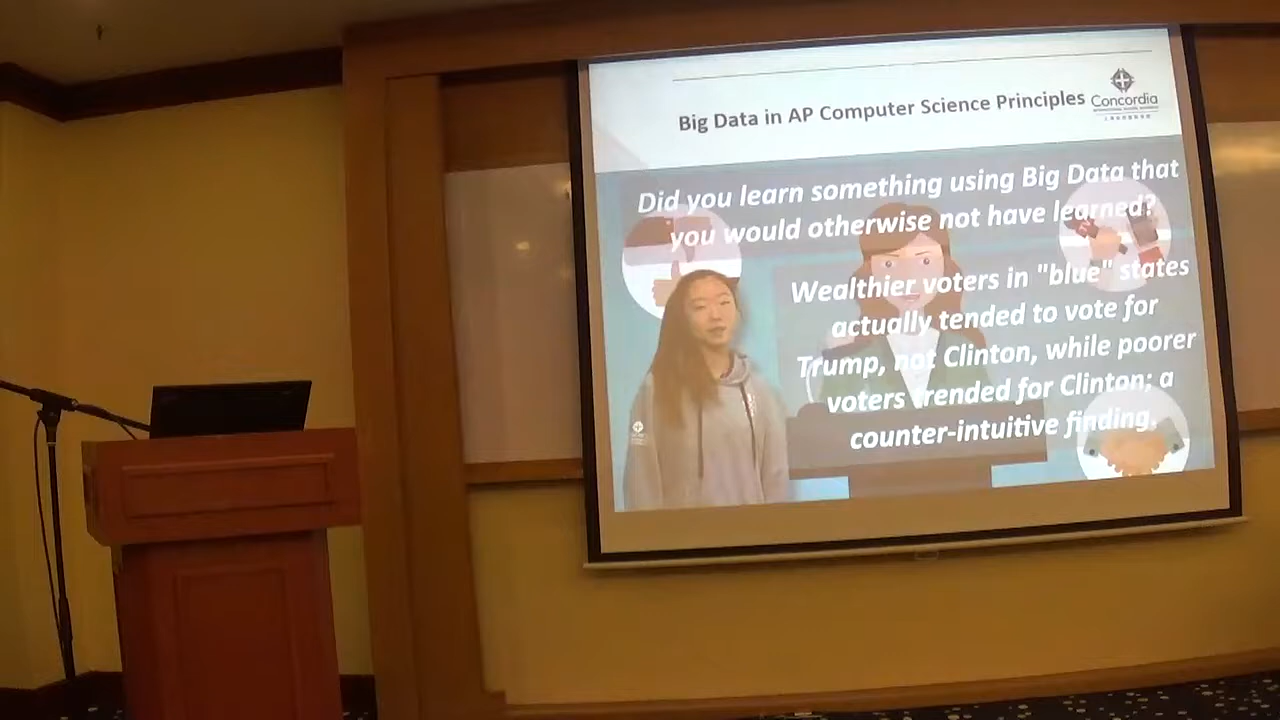 Big Data in AP Computer Science Principles
Concordia
Did you learn something using Big Data that
you would otherwise not have learned?
Wealthier voters in "blue" states
actually tended to vote for
Trump, not Clinton, while poorer
voters trended for Clinton; a
counter-intuitive finding.